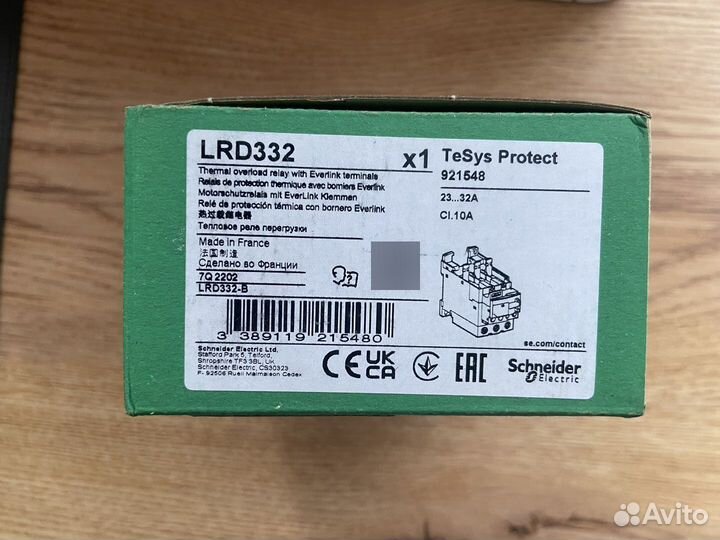 LRD332
x1
TeSys Protect
921548
Thermal overload relay with Everlink terminals
Relais de protection thermique avec borniers Everlink
Motorschutzrelais mit EverLink Klemmen
Relé de protección térmica con bornero Everlink
热过载继电器
Тепловое реле перегрузки
23...32A
Cl.10A
Made in France
法国制造
Сделано во Франции
7Q 2202
LRD332-B
3 389119 215480
se.com/contact
Schneider Electric Ltd.
Stafford Park 5, Telford,
Shropshire TF3 3BL, UK
Schneider Electric, CS30323
F- 92506 Rueil Malmaison Cedex
CE UK CA EAC
Schneider
Electric
Avito